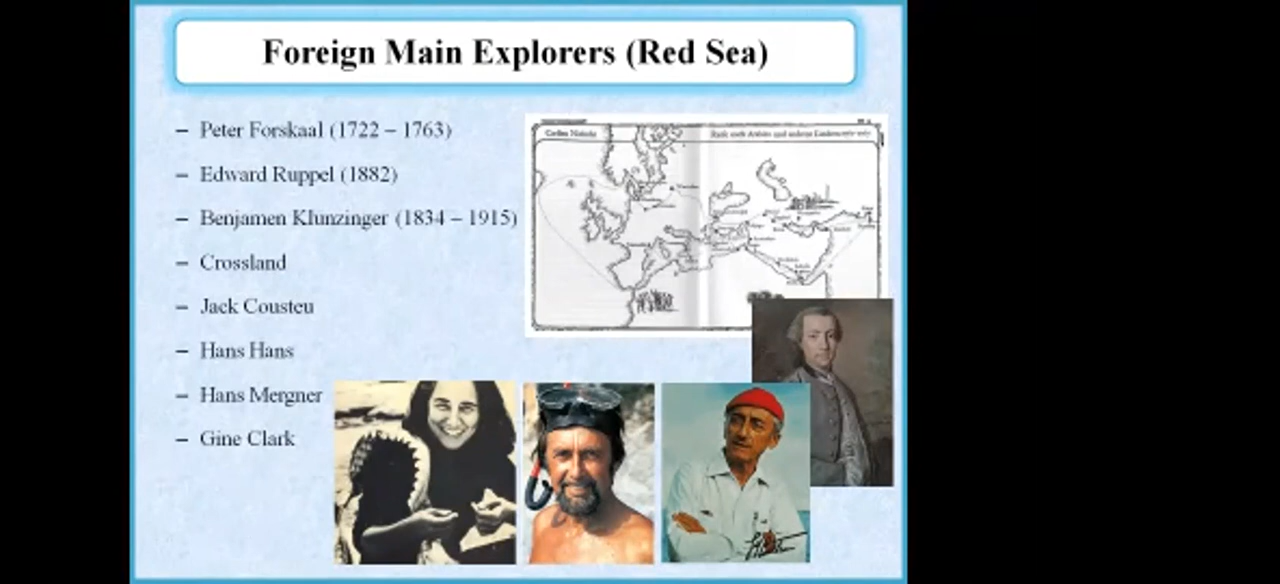 Foreign Main Explorers (Red Sea)
– Peter Forskaal (1722 – 1763)
– Edward Ruppel (1882)
– Benjamen Klunzinger (1834 – 1915)
– Crossland
– Jack Cousteu
– Hans Hans
– Hans Mergner
– Gine Clark